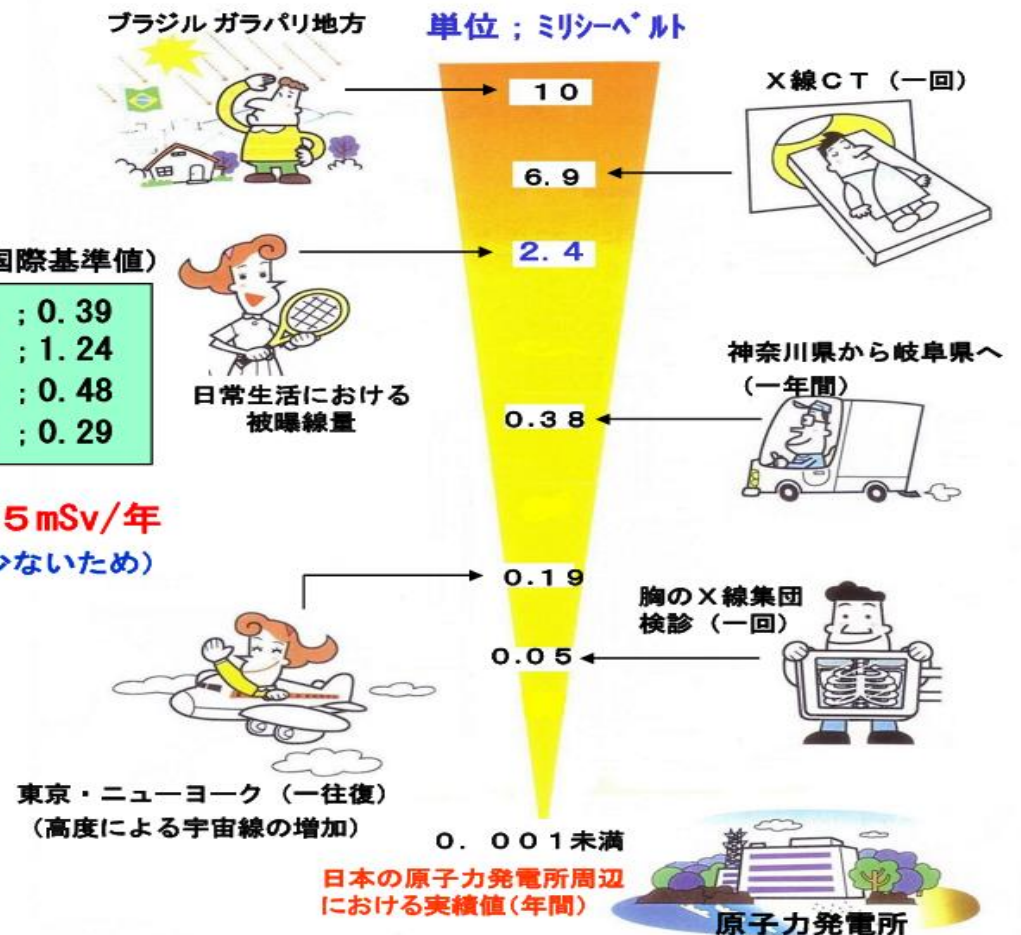 ブラジル ガラパリ地方
単位 ; ミリシーベルト
10
X線CT (一回)
6.9
2.4
国際基準値)
; 0.39
; 1.24
; 0.48
; 0.29
日常生活における
被曝線量
神奈川県から岐阜県へ
(一年間)
0.38
5mSv/年
ないため)
0.19
胸のX線集団
検診 (一回)
0.05
東京・ニューヨーク (一往復)
(高度による宇宙線の増加)
0. 001未満
日本の原子力発電所周辺
における実績値(年間)
原子力発電所